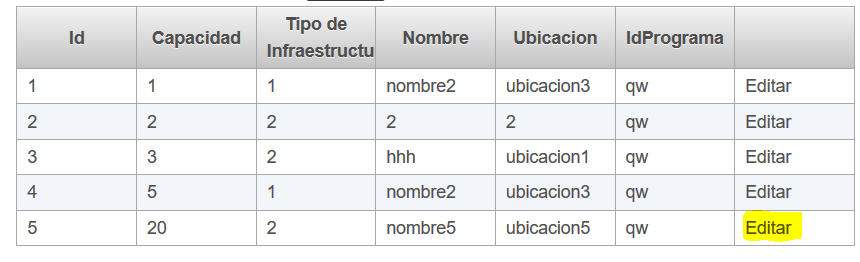 Id Capacidad Tipo de Infraestructu Nombre Ubicacion IdPrograma
1 1 1 nombre2 ubicacion3 qw Editar
2 2 2 2 2 qw Editar
3 3 2 hhh ubicacion1 qw Editar
4 5 1 nombre2 ubicacion3 qw Editar
5 20 2 nombre5 ubicacion5 qw Editar